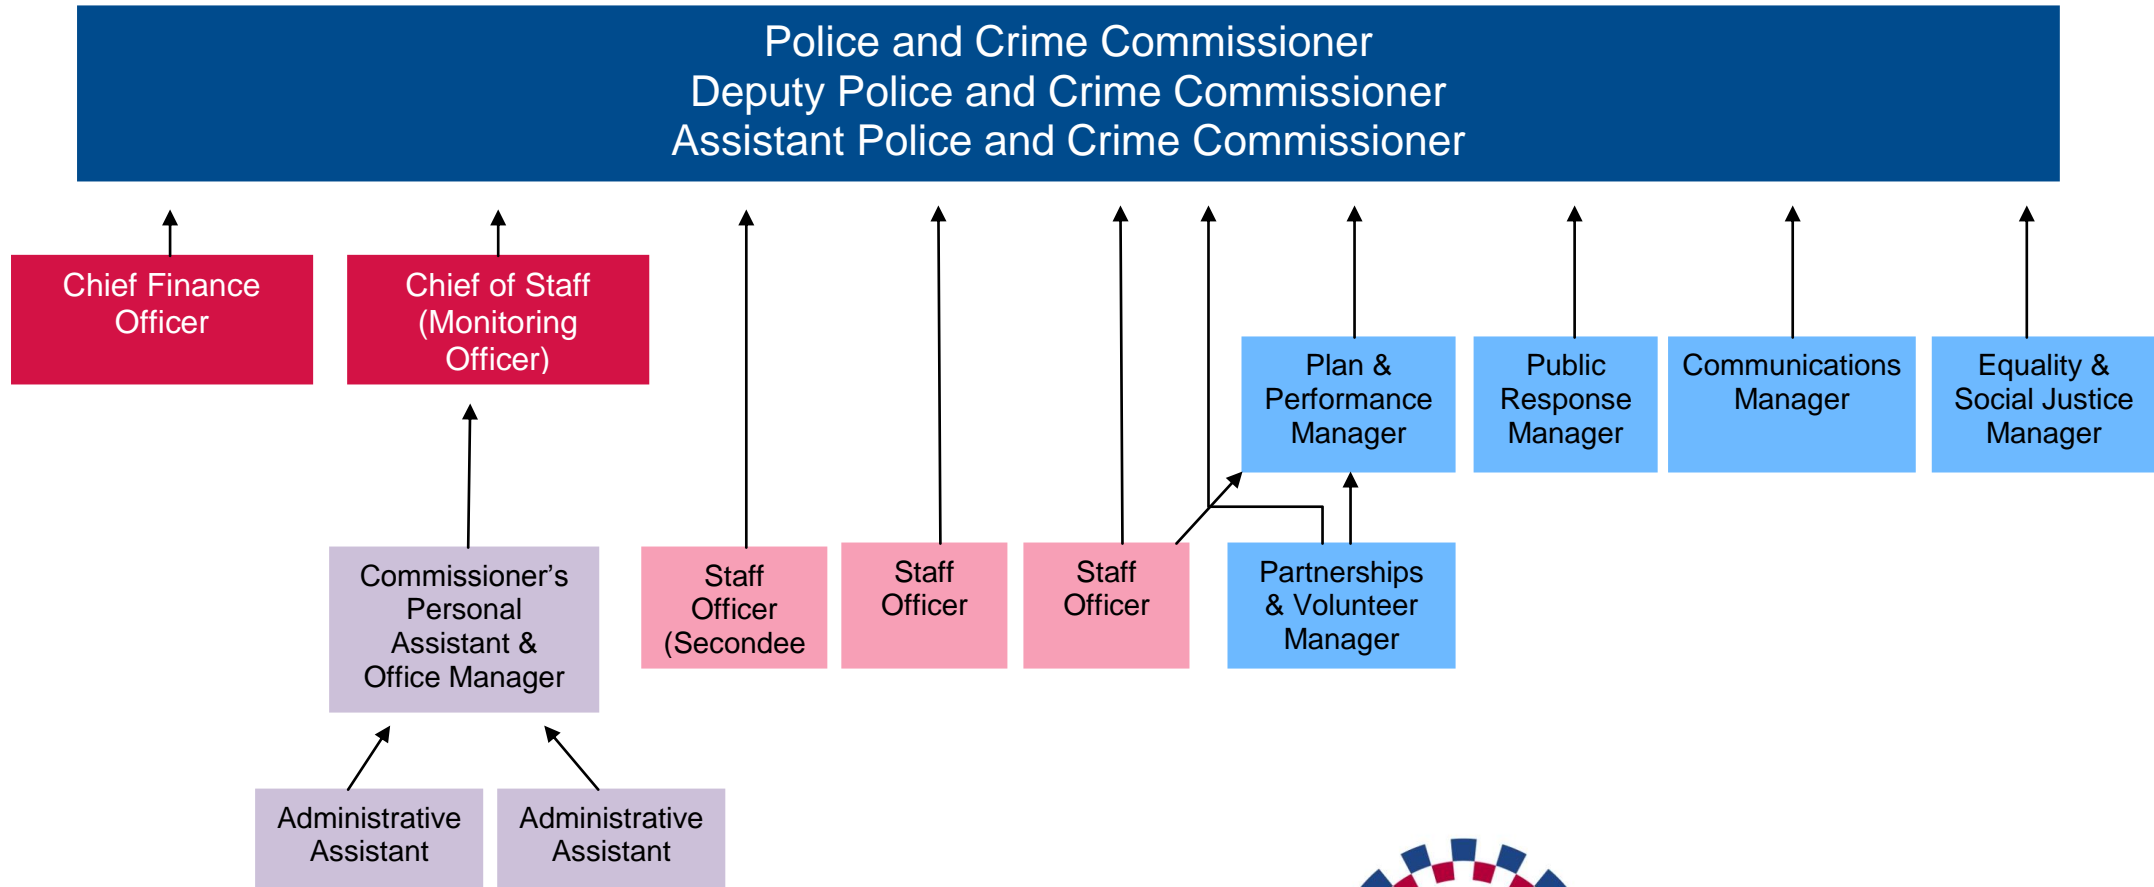 Police and Crime Commissioner
Deputy Police and Crime Commissioner
Assistant Police and Crime Commissioner
Chief Finance
Officer
Chief of Staff
(Monitoring
Officer)
Plan &
Performance
Manager
Public
Response
Manager
Communications
Manager
Equality &
Social Justice
Manager
Commissioner’s
Personal
Assistant &
Office Manager
Staff
Officer
(Secondee
Staff
Officer
Staff
Officer
Partnerships
& Volunteer
Manager
Administrative
Assistant
Administrative
Assistant